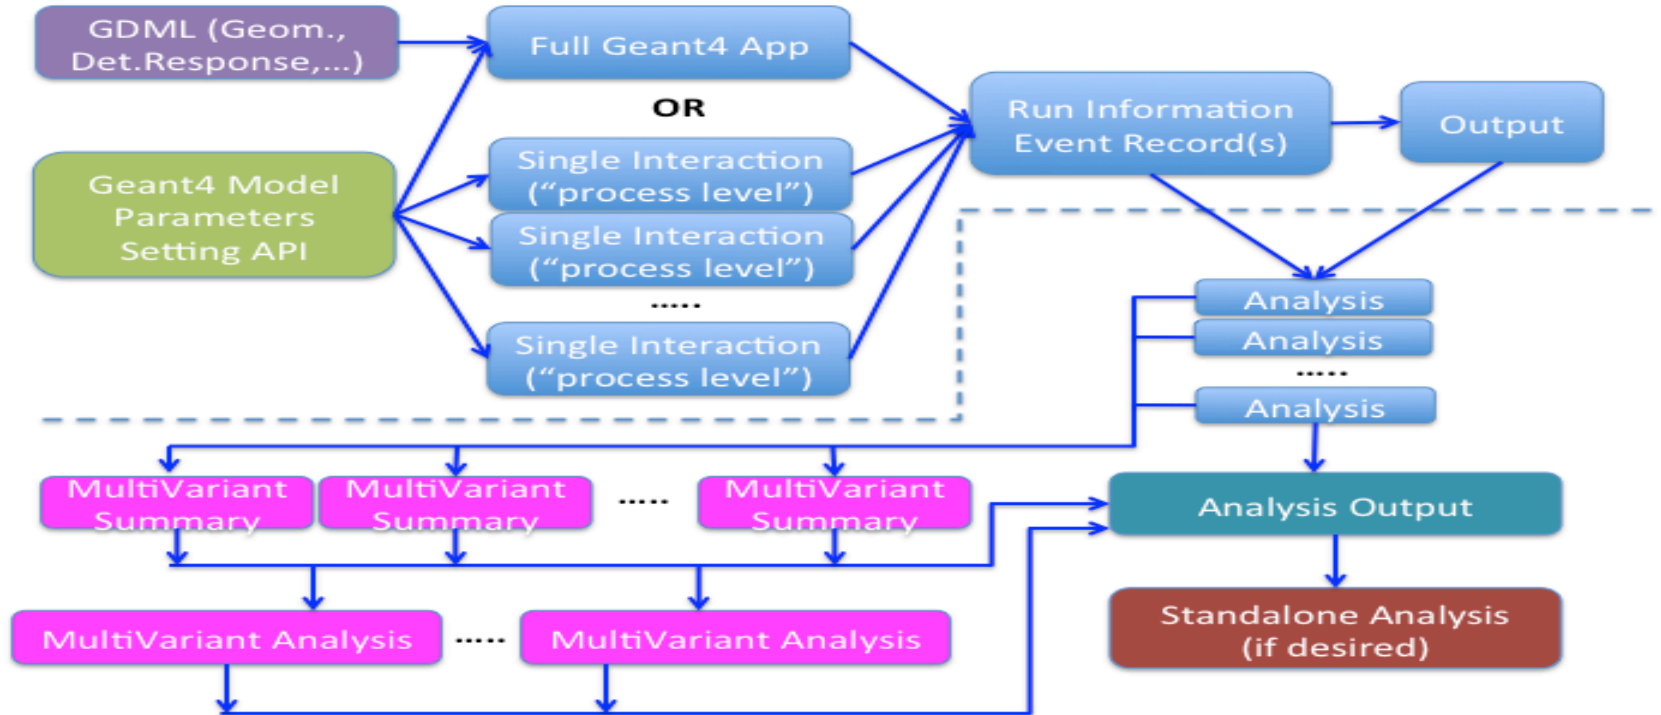 GDML (Geom.,
Det.Response,...)
Full Geant4 App
OR
Geant4 Model
Parameters
Setting API
Single Interaction
(“process level”)
Single Interaction
(“process level”)
.....
Single Interaction
(“process level”)
Run Information
Event Record(s)
Output
Analysis
Analysis
.....
Analysis
MultiVariant
Summary
MultiVariant
Summary
.....
MultiVariant
Summary
Analysis Output
MultiVariant Analysis
.....
MultiVariant Analysis
Standalone Analysis
(if desired)